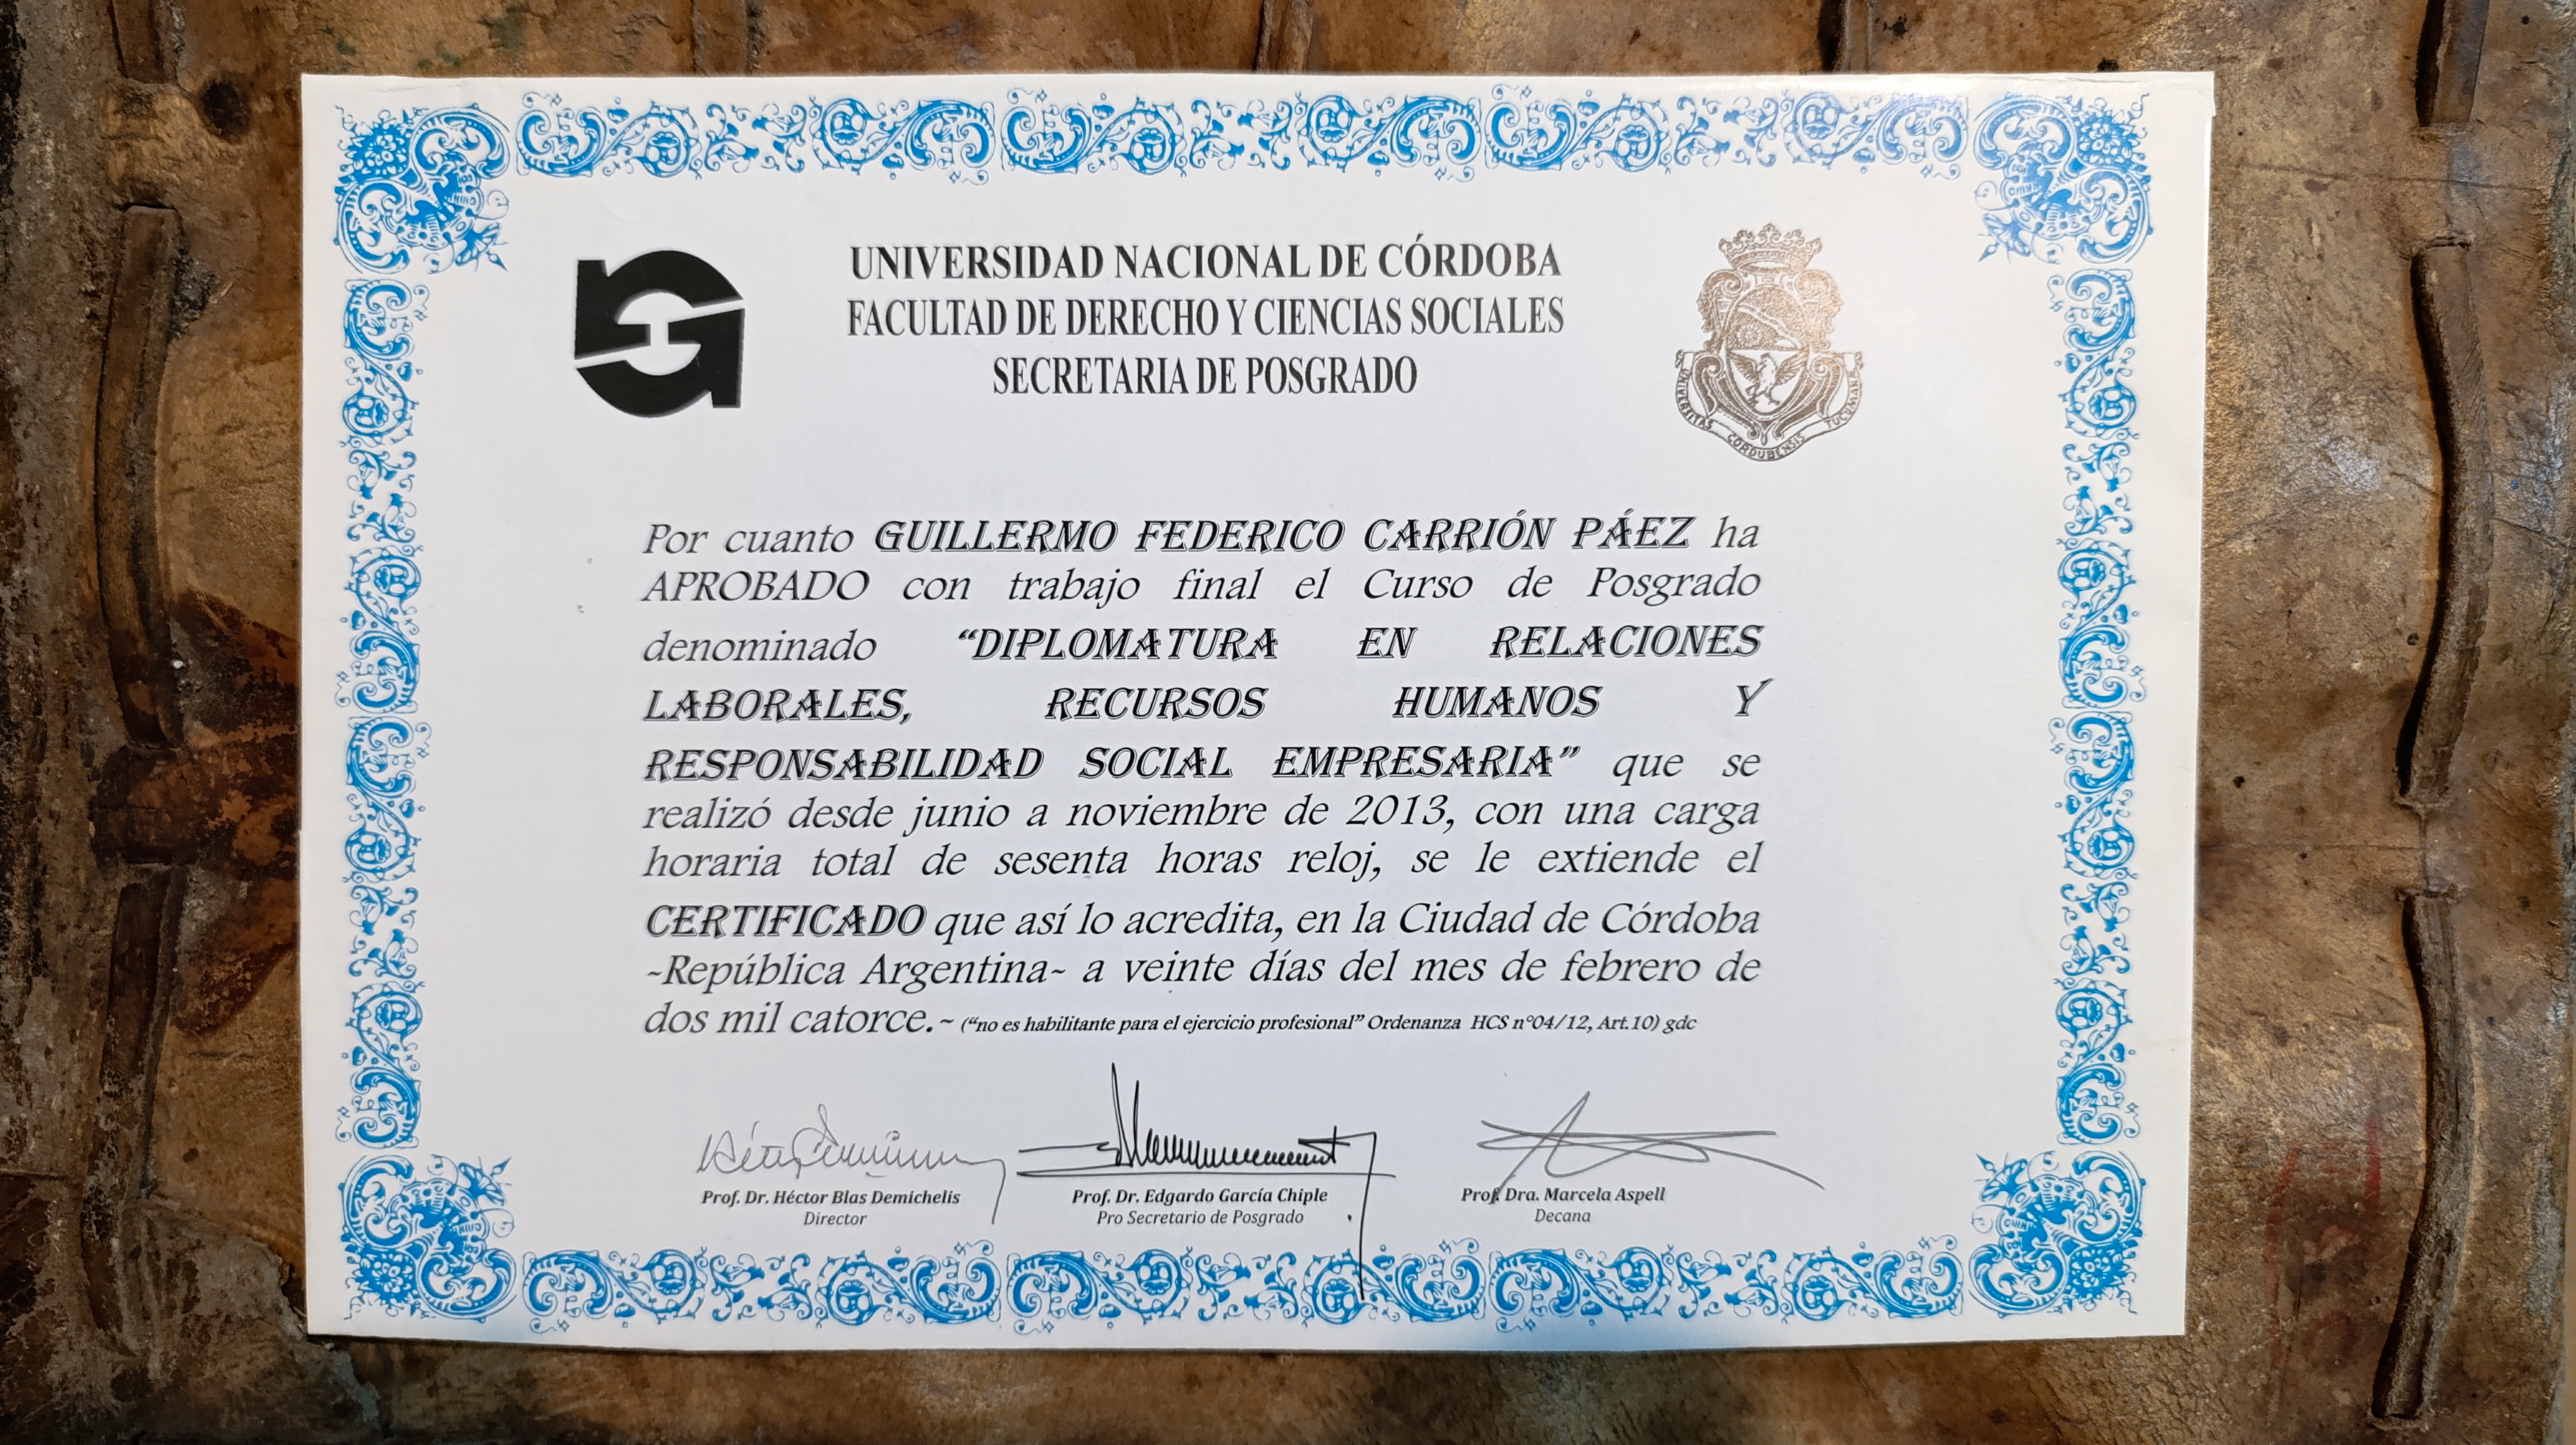 UNIVERSIDAD NACIONAL DE CÓRDOBA
FACULTAD DE DERECHO Y CIENCIAS SOCIALES
SECRETARIA DE POSGRADO
UNIVERSITAS CORDUBENSIS TUCUMANAE
Por cuanto GUILLERMO FEDERICO CARRIÓN PÁEZ ha
APROBADO con trabajo final el Curso de Posgrado
denominado “DIPLOMATURA EN RELACIONES
LABORALES, RECURSOS HUMANOS Y
RESPONSABILIDAD SOCIAL EMPRESARIA” que se
realizó desde junio a noviembre de 2013, con una carga
horaria total de sesenta horas reloj, se le extiende el
CERTIFICADO que así lo acredita, en la Ciudad de Córdoba
~República Argentina~ a veinte días del mes de febrero de
dos mil catorce.~ (“no es habilitante para el ejercicio profesional” Ordenanza HCS n°04/12, Art.10) gdc
Prof. Dr. Héctor Blas Demichelis
Director
Prof. Dr. Edgardo García Chiple
Pro Secretario de Posgrado
Prof. Dra. Marcela Aspell
Decana